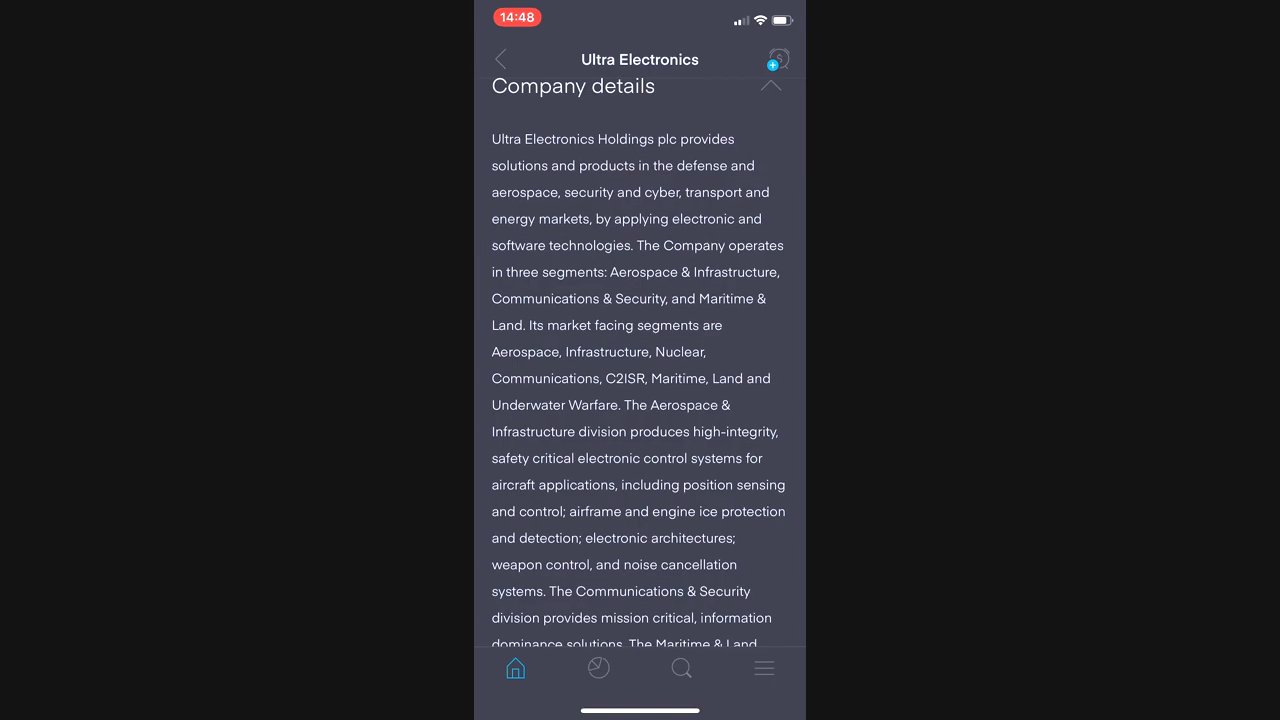 14:48
Ultra Electronics
Company details
Ultra Electronics Holdings plc provides
solutions and products in the defense and
aerospace, security and cyber, transport and
energy markets, by applying electronic and
software technologies. The Company operates
in three segments: Aerospace & Infrastructure,
Communications & Security, and Maritime &
Land. Its market facing segments are
Aerospace, Infrastructure, Nuclear,
Communications, C2ISR, Maritime, Land and
Underwater Warfare. The Aerospace &
Infrastructure division produces high-integrity,
safety critical electronic control systems for
aircraft applications, including position sensing
and control; airframe and engine ice protection
and detection; electronic architectures;
weapon control, and noise cancellation
systems. The Communications & Security
division provides mission critical, information
dominance solutions. The Maritime & Land